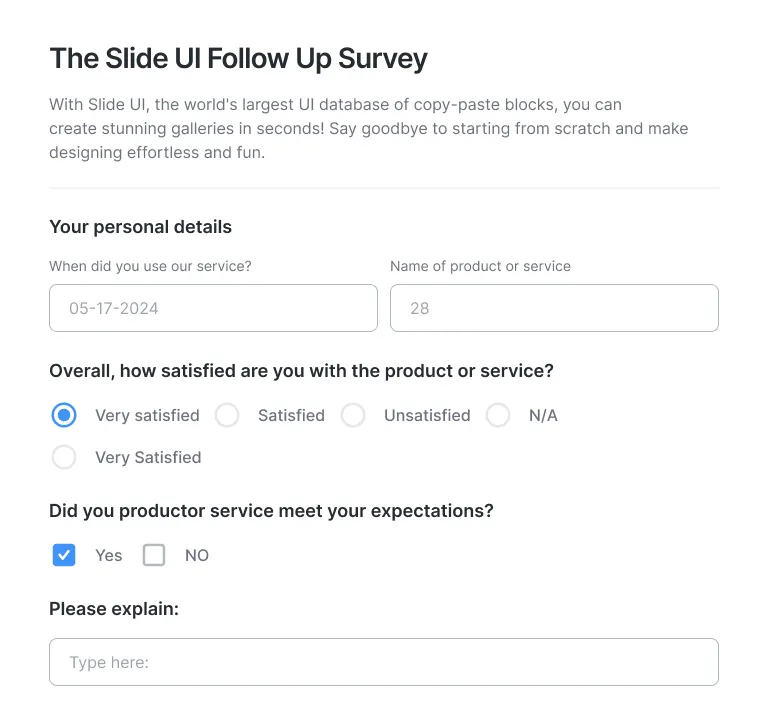 The Slide UI Follow Up Survey
With Slide UI, the world's largest UI database of copy-paste blocks, you can
create stunning galleries in seconds! Say goodbye to starting from scratch and make
designing effortless and fun.
Your personal details
When did you use our service? Name of product or service
05-17-2024 28
Overall, how satisfied are you with the product or service?
Very satisfied Satisfied Unsatisfied N/A
Very Satisfied
Did you productor service meet your expectations?
Yes NO
Please explain:
Type here: